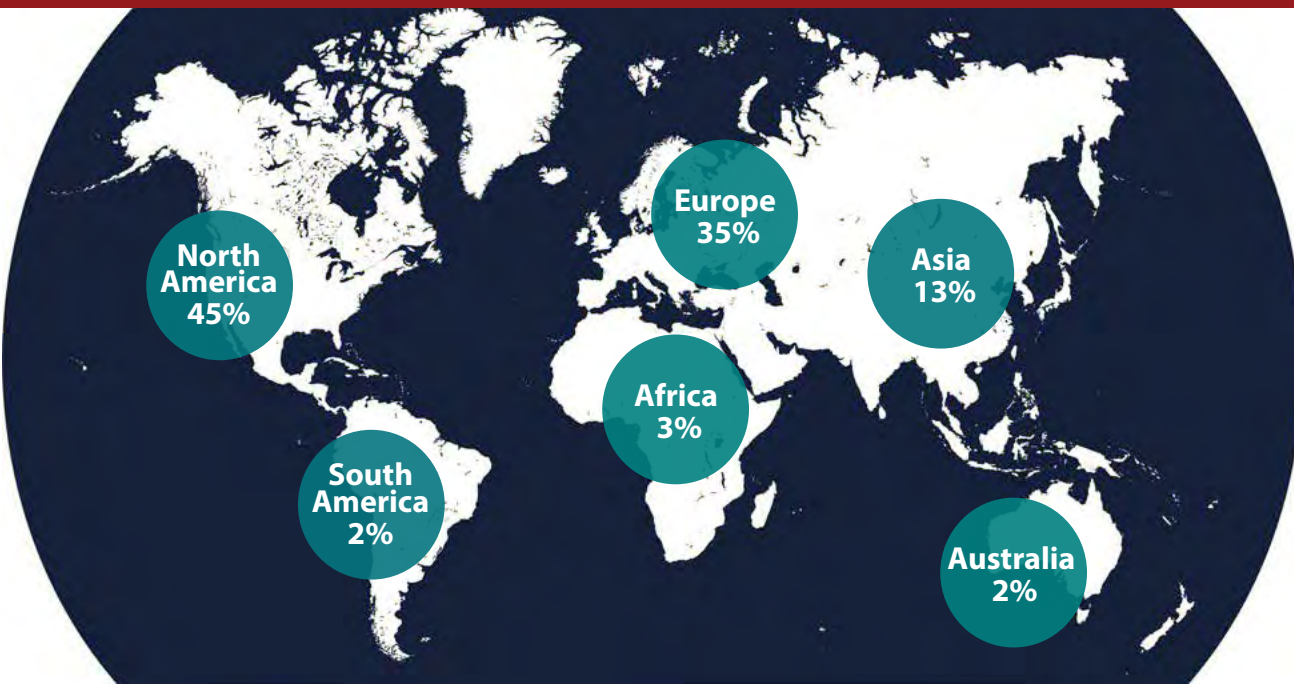 North
America
45%
Europe
35%
Asia
13%
Africa
3%
South
America
2%
Australia
2%